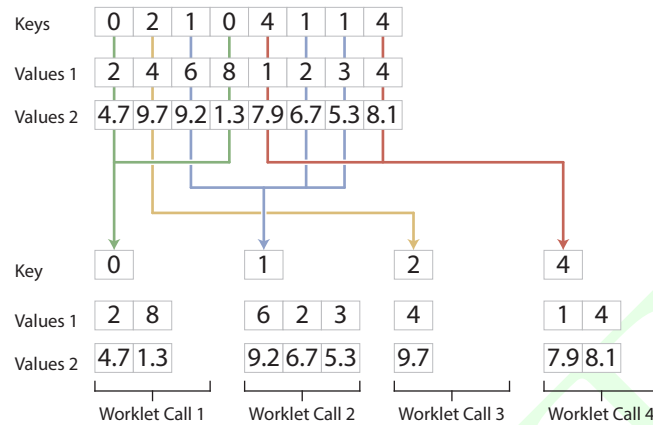 Keys 0 2 1 0 4 1 1 4
Values 1 2 4 6 8 1 2 3 4
Values 2 4.7 9.7 9.2 1.3 7.9 6.7 5.3 8.1
Key 0 1 2 4
Values 1 2 8 6 2 3 4 1 4
Values 2 4.7 1.3 9.2 6.7 5.3 9.7 7.9 8.1
Worklet Call 1 Worklet Call 2 Worklet Call 3 Worklet Call 4